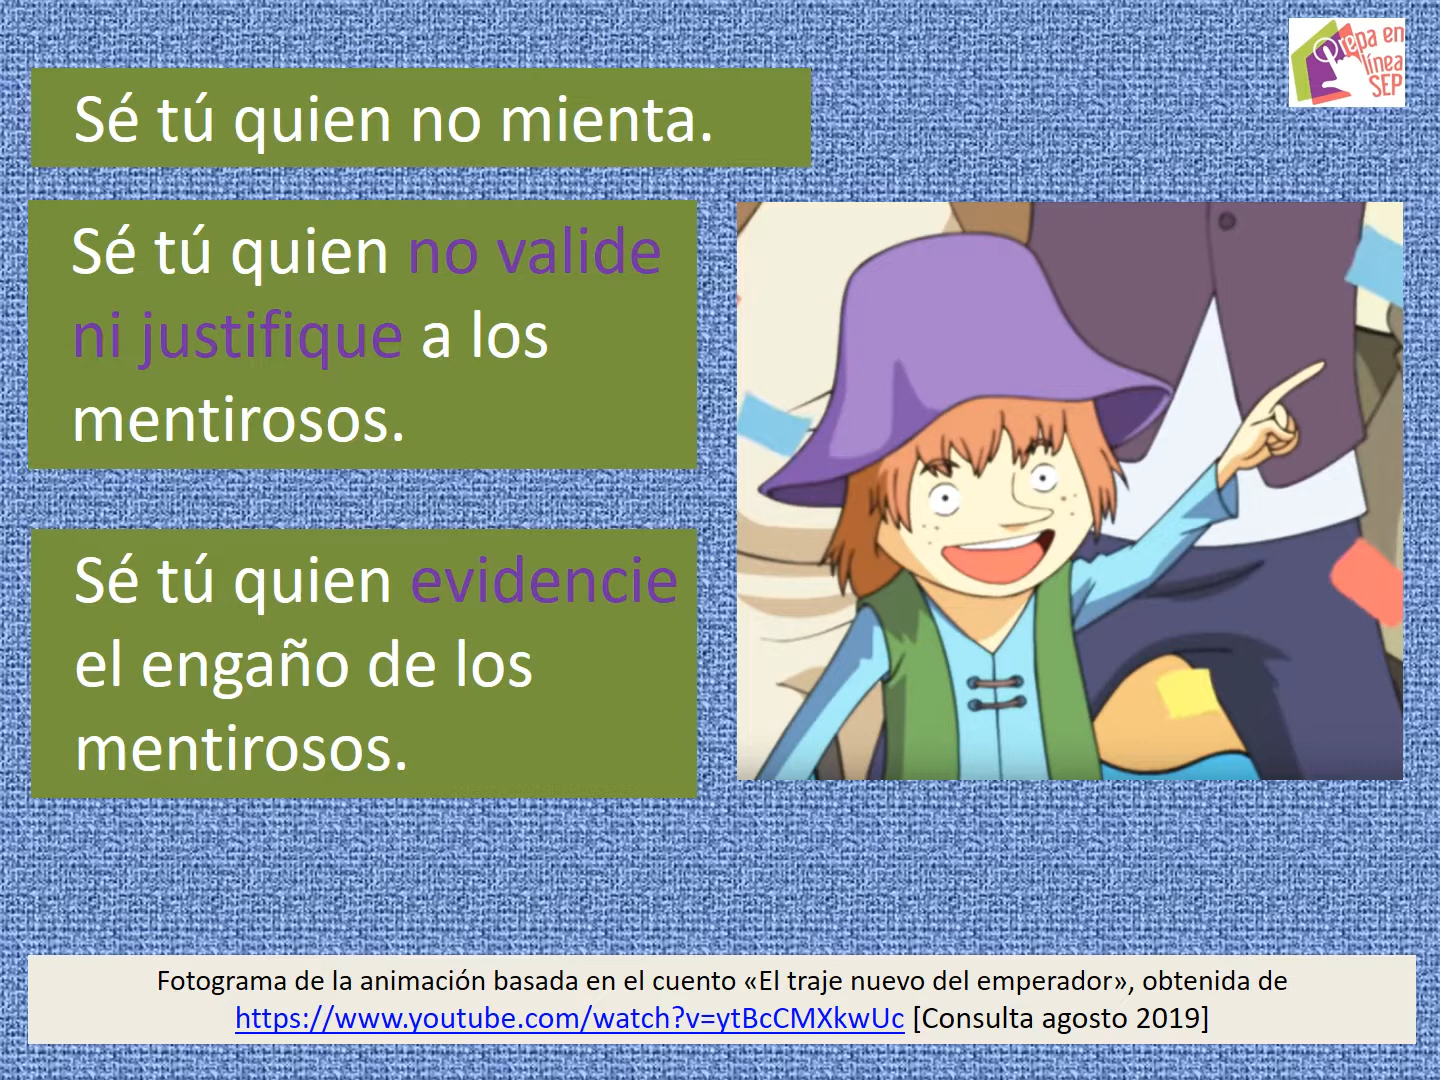 Prepa en
línea
SEP
Sé tú quien no mienta.
Sé tú quien no valide
ni justifique a los
mentirosos.
Sé tú quien evidencie
el engaño de los
mentirosos.
Fotograma de la animación basada en el cuento «El traje nuevo del emperador», obtenida de
https://www.youtube.com/watch?v=ytBcCMXkwUc [Consulta agosto 2019]